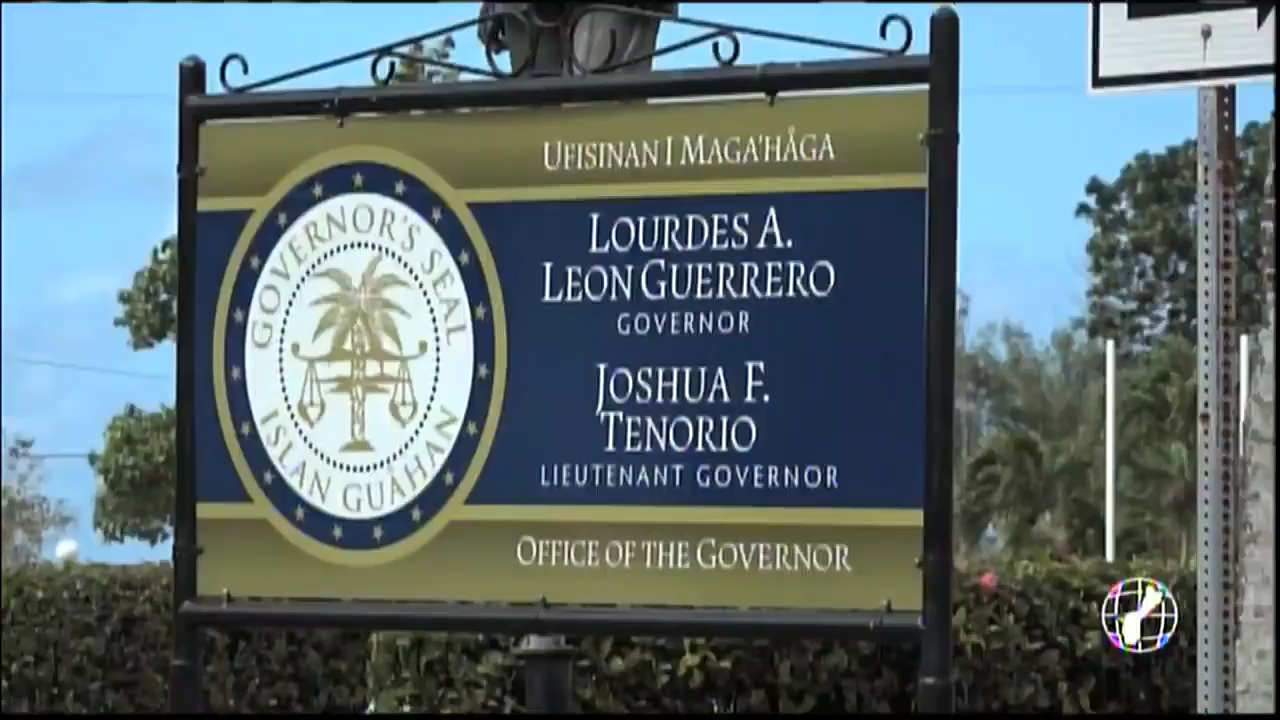 UFISINAN I MAGA'HÅGA
LOURDES A.
LEON GUERRERO
GOVERNOR
JOSHUA F.
TENORIO
LIEUTENANT GOVERNOR
OFFICE OF THE GOVERNOR
GOVERNOR'S SEAL
ISLAN GUÅHAN